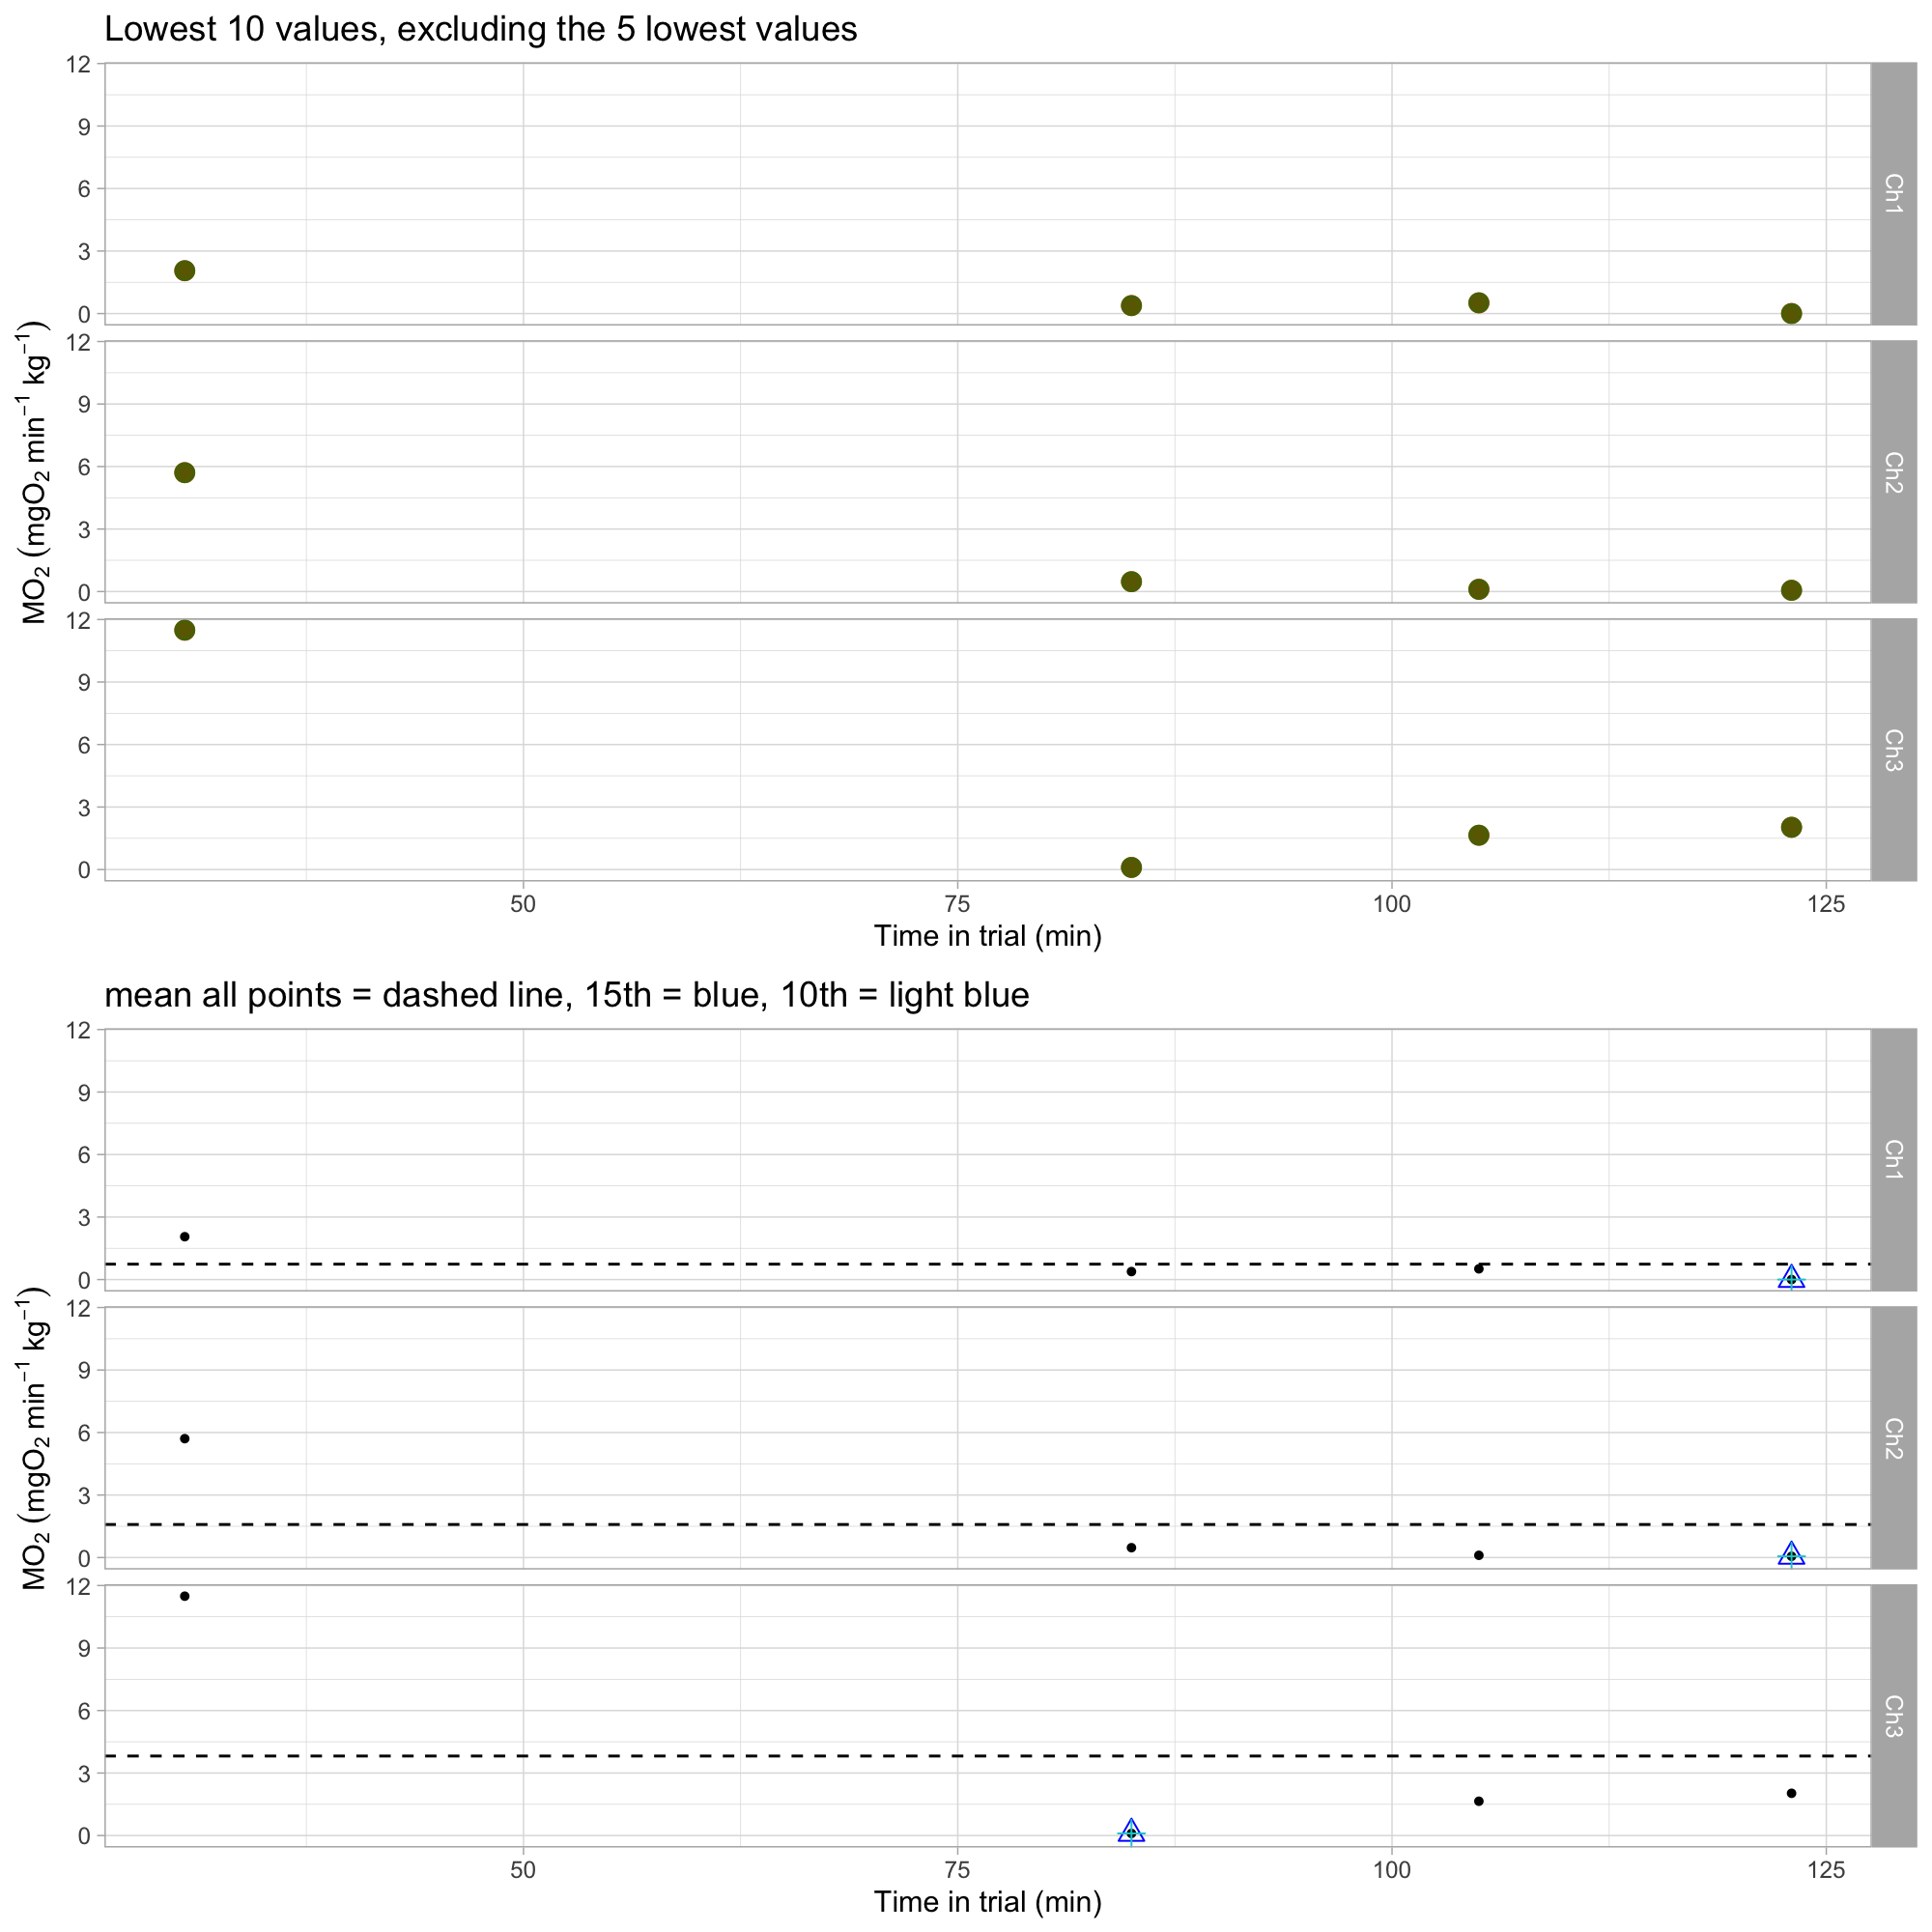 Lowest 10 values, excluding the 5 lowest values
MO₂ (mgO₂ min⁻¹ kg⁻¹)
12
9
6
3
0
Ch1
12
9
6
3
0
Ch2
12
9
6
3
0
Ch3
50 75 100 125
Time in trial (min)
mean all points = dashed line, 15th = blue, 10th = light blue
MO₂ (mgO₂ min⁻¹ kg⁻¹)
12
9
6
3
0
Ch1
12
9
6
3
0
Ch2
12
9
6
3
0
Ch3
50 75 100 125
Time in trial (min)